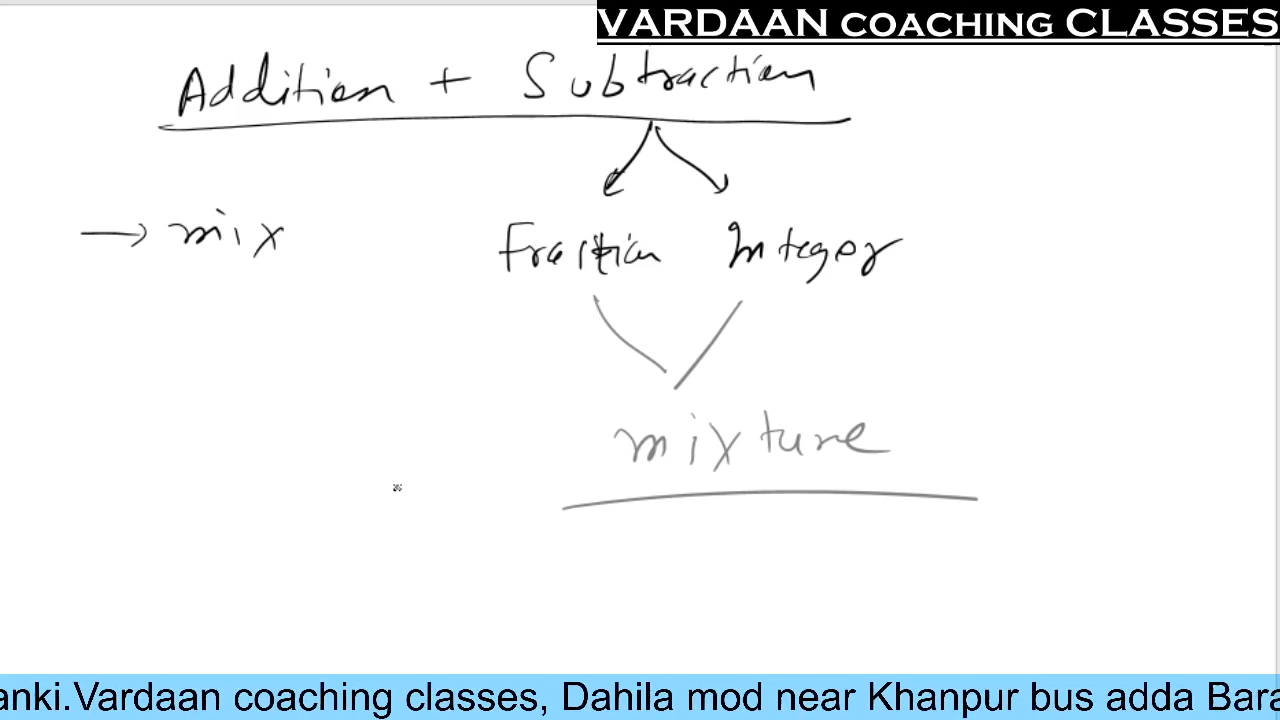 VARDAAN COACHING CLASSES
Addition + Subtraction
→ mix
Fraction Integer
mixture
anki.Vardaan coaching classes, Dahila mod near Khanpur bus adda Bara